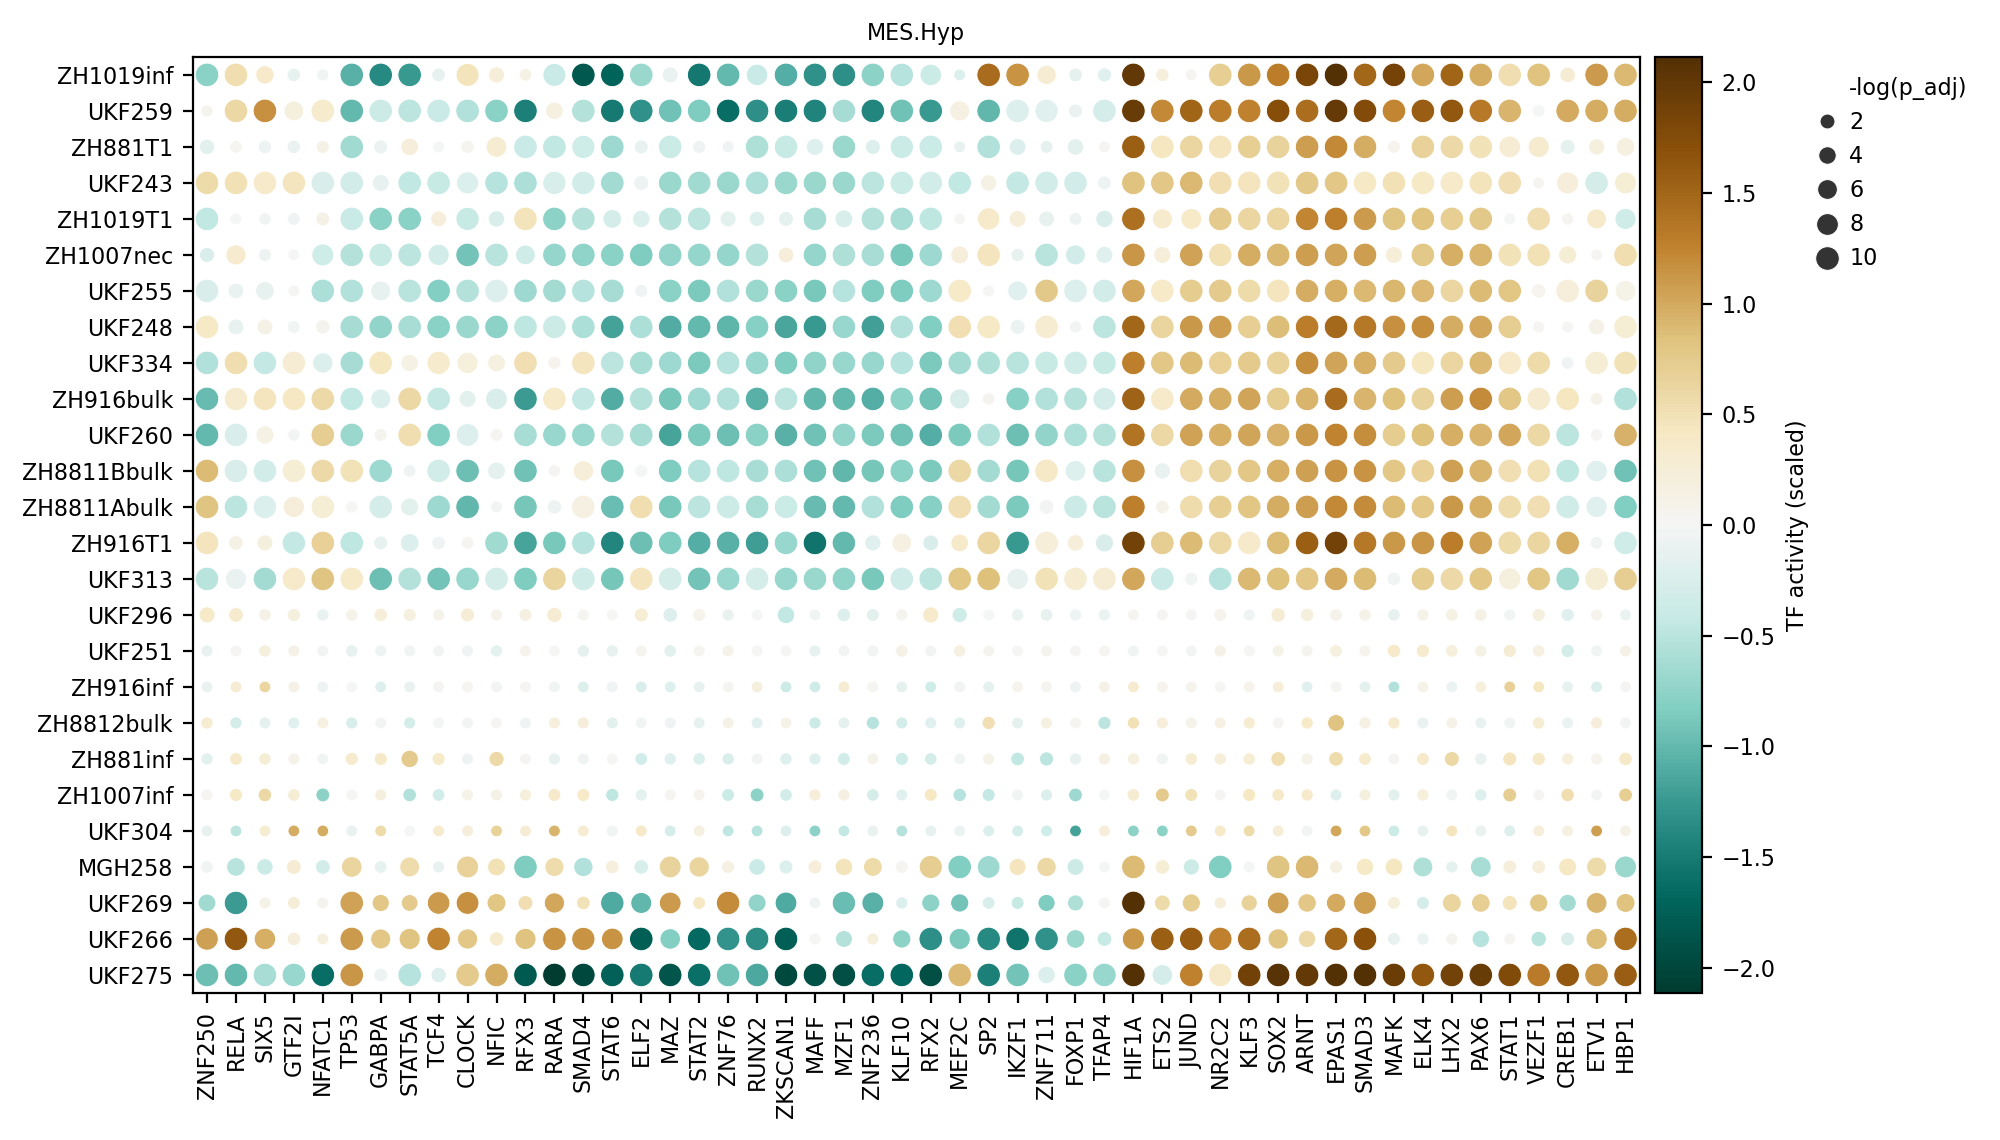 MES.Hyp
ZH1019inf
UKF259
ZH881T1
UKF243
ZH1019T1
ZH1007nec
UKF255
UKF248
UKF334
ZH916bulk
UKF260
ZH8811Bbulk
ZH8811Abulk
ZH916T1
UKF313
UKF296
UKF251
ZH916inf
ZH8812bulk
ZH881inf
ZH1007inf
UKF304
MGH258
UKF269
UKF266
UKF275
ZNF250
RELA
SIX5
GTF2I
NFATC1
TP53
GABPA
STAT5A
TCF4
CLOCK
NFIC
RFX3
RARA
SMAD4
STAT6
ELF2
MAZ
STAT2
ZNF76
RUNX2
ZKSCAN1
MAFF
MZF1
ZNF236
KLF10
RFX2
MEF2C
SP2
IKZF1
ZNF711
FOXP1
TFAP4
HIF1A
ETS2
JUND
NR2C2
KLF3
SOX2
ARNT
EPAS1
SMAD3
MAFK
ELK4
LHX2
PAX6
STAT1
VEZF1
CREB1
ETV1
HBP1
2.0
1.5
1.0
0.5
0.0
−0.5
−1.0
−1.5
−2.0
TF activity (scaled)
-log(p_adj)
2
4
6
8
10